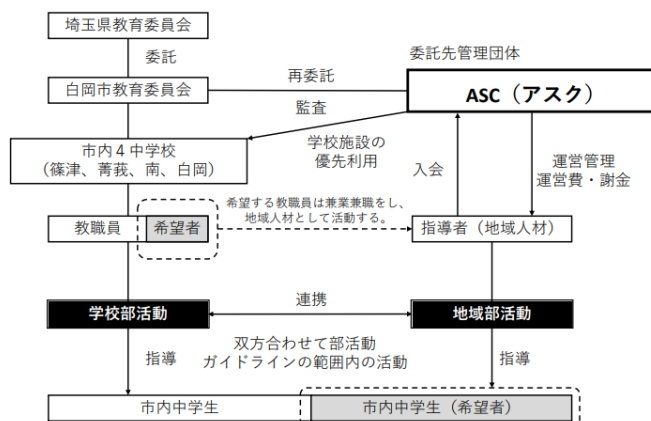 埼玉県教育委員会
委託
委託先管理団体
白岡市教育委員会
再委託
監査
ASC（アスク）
市内４中学校
（篠津、菁莪、南、白岡）
学校施設の
優先利用
入会
運営管理
運営費・謝金
希望する教職員は兼業兼職をし、
地域人材として活動する。
教職員
希望者
指導者（地域人材）
学校部活動
連携
地域部活動
双方合わせて部活動
ガイドラインの範囲内の活動
指導
指導
市内中学生
市内中学生（希望者）